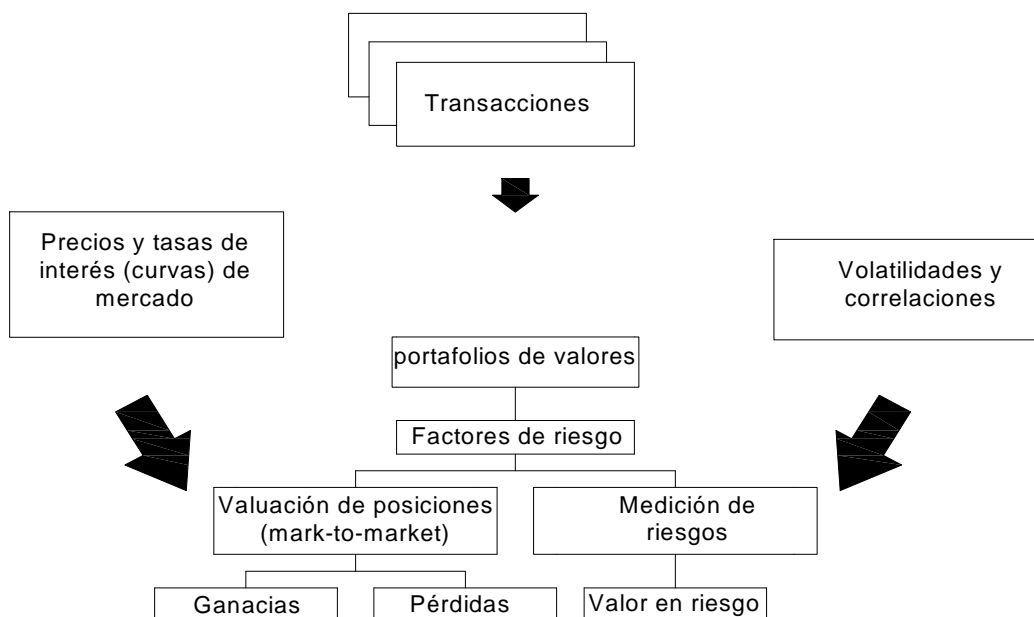 Transacciones
Precios y tasas de
interés (curvas) de
mercado
Volatilidades y
correlaciones
portafolios de valores
Factores de riesgo
Valuación de posiciones
(mark-to-market)
Medición de
riesgos
Ganacias
Pérdidas
Valor en riesgo